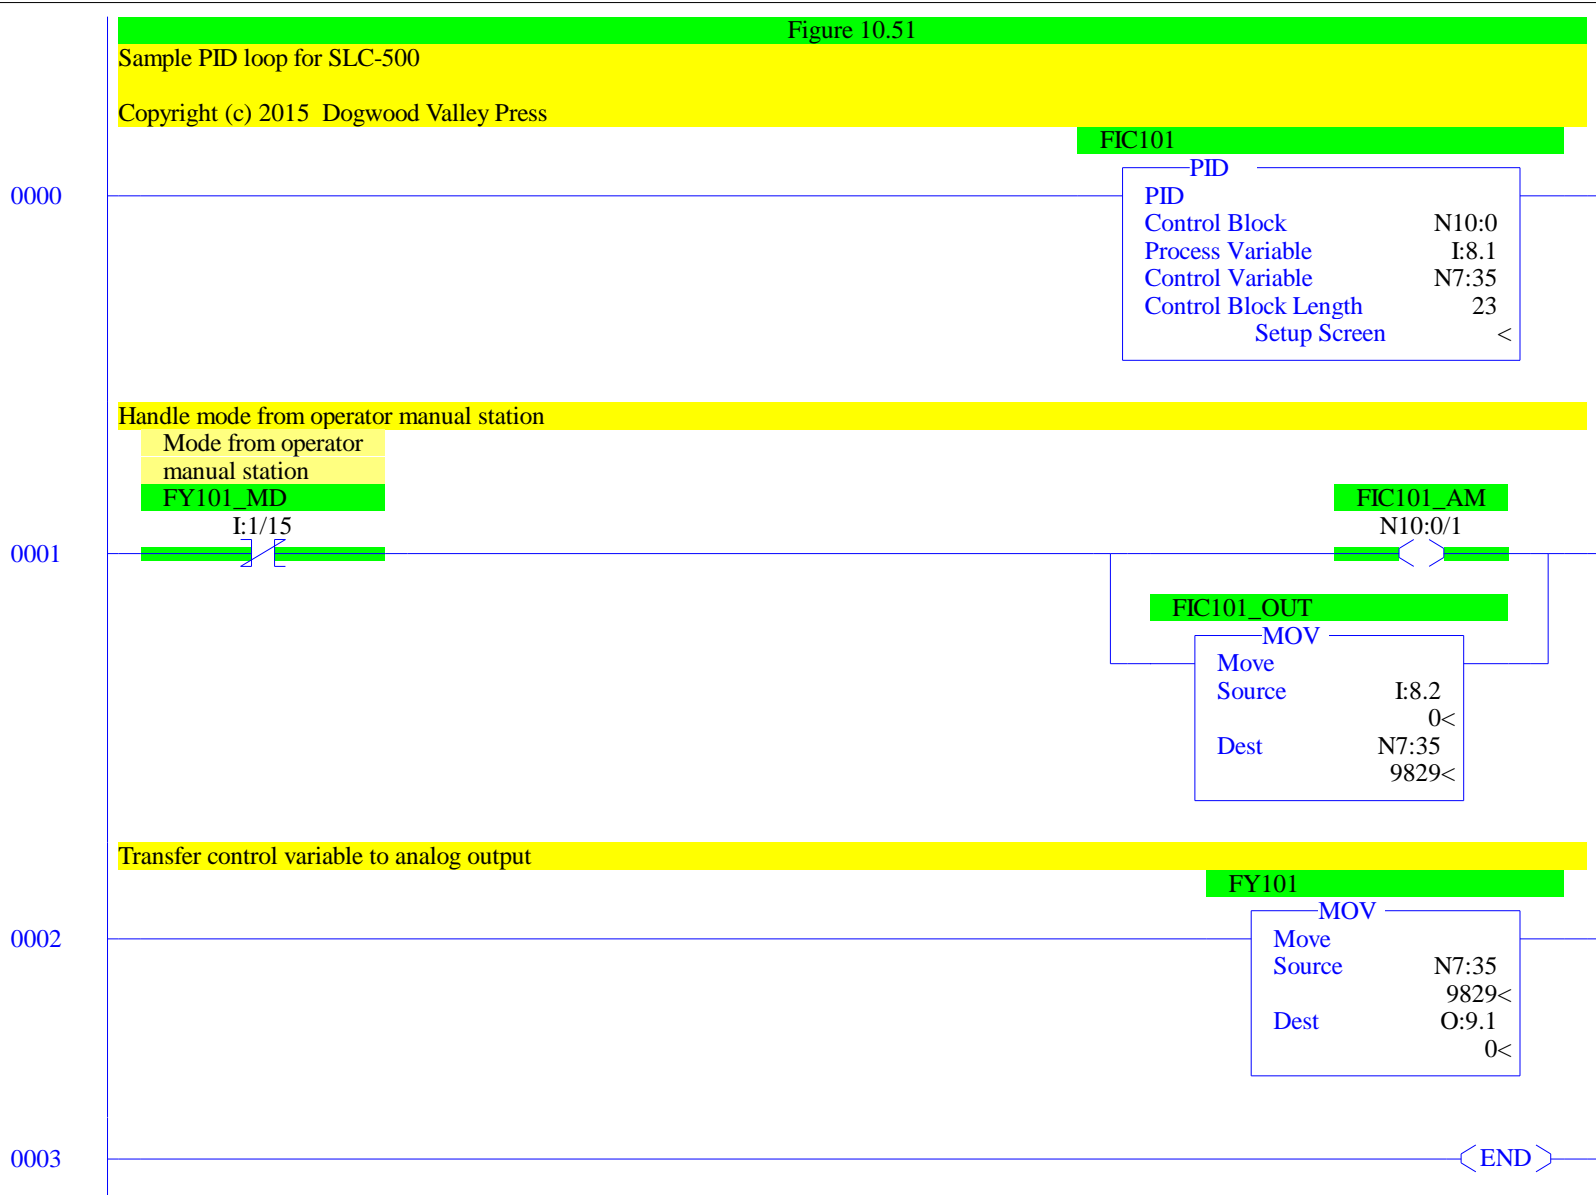 Figure 10.51
Sample PID loop for SLC-500
Copyright (c) 2015 Dogwood Valley Press
FIC101
PID
0000
PID
Control Block N10:0
Process Variable I:8.1
Control Variable N7:35
Control Block Length 23
Setup Screen <
Handle mode from operator manual station
Mode from operator
manual station
FY101_MD FIC101_AM
I:1/15 N10:0/1
0001
FIC101_OUT
MOV
Move
Source I:8.2
0<
Dest N7:35
9829<
Transfer control variable to analog output
FY101
MOV
0002 Move
Source N7:35
9829<
Dest O:9.1
0<
0003 END